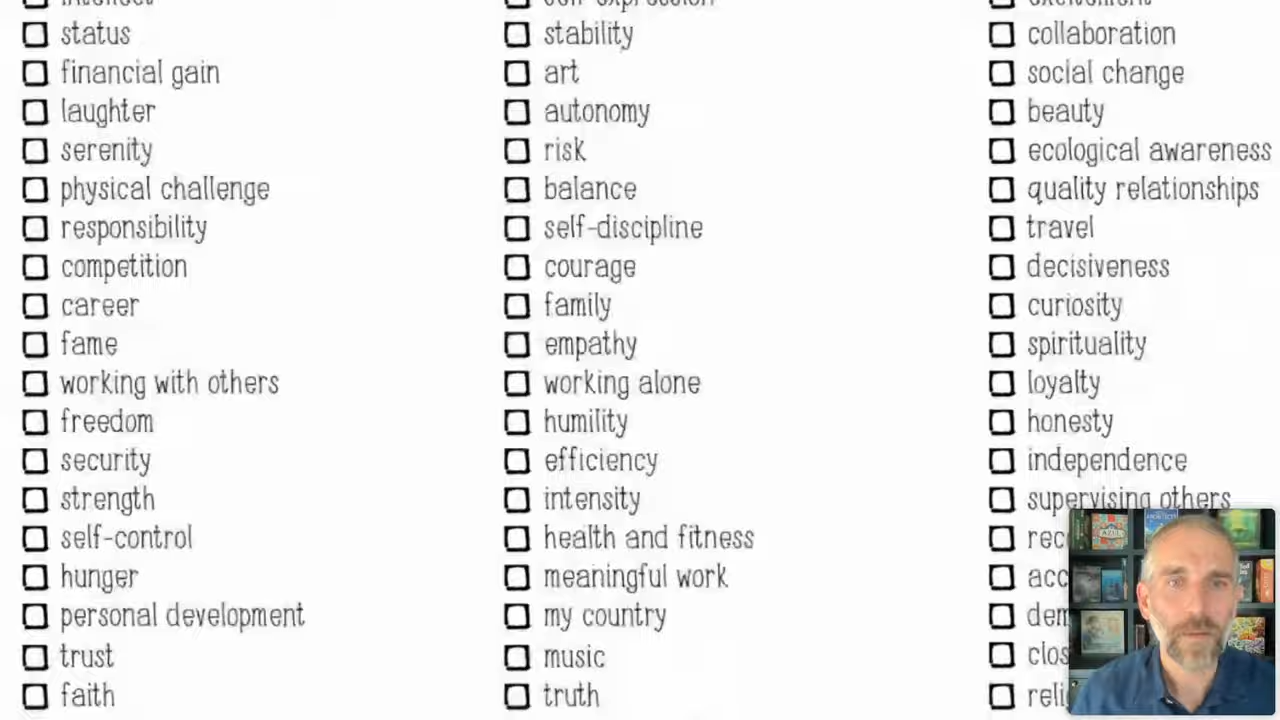 status
financial gain
laughter
serenity
physical challenge
responsibility
competition
career
fame
working with others
freedom
security
strength
self-control
hunger
personal development
trust
faith
stability
art
autonomy
risk
balance
self-discipline
courage
family
empathy
working alone
humility
efficiency
intensity
health and fitness
meaningful work
my country
music
truth
collaboration
social change
beauty
ecological awareness
quality relationships
travel
decisiveness
curiosity
spirituality
loyalty
honesty
independence
supervising others
AZUL